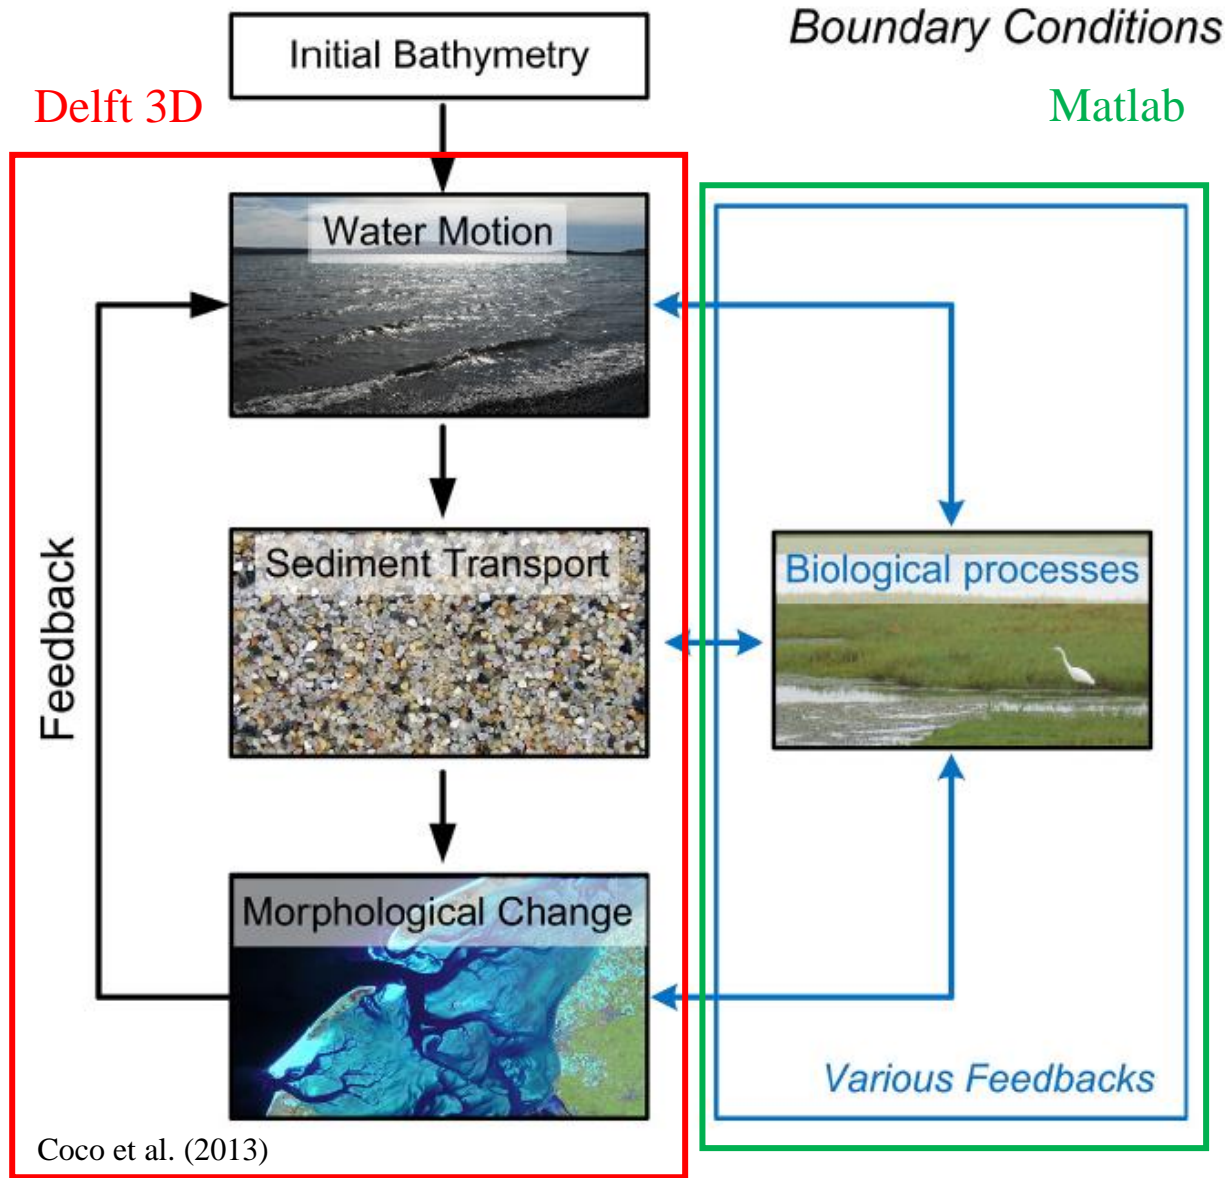 Boundary Conditions
Initial Bathymetry
Delft 3D
Matlab
Water Motion
Feedback
Sediment Transport
Biological processes
Morphological Change
Various Feedbacks
Coco et al. (2013)